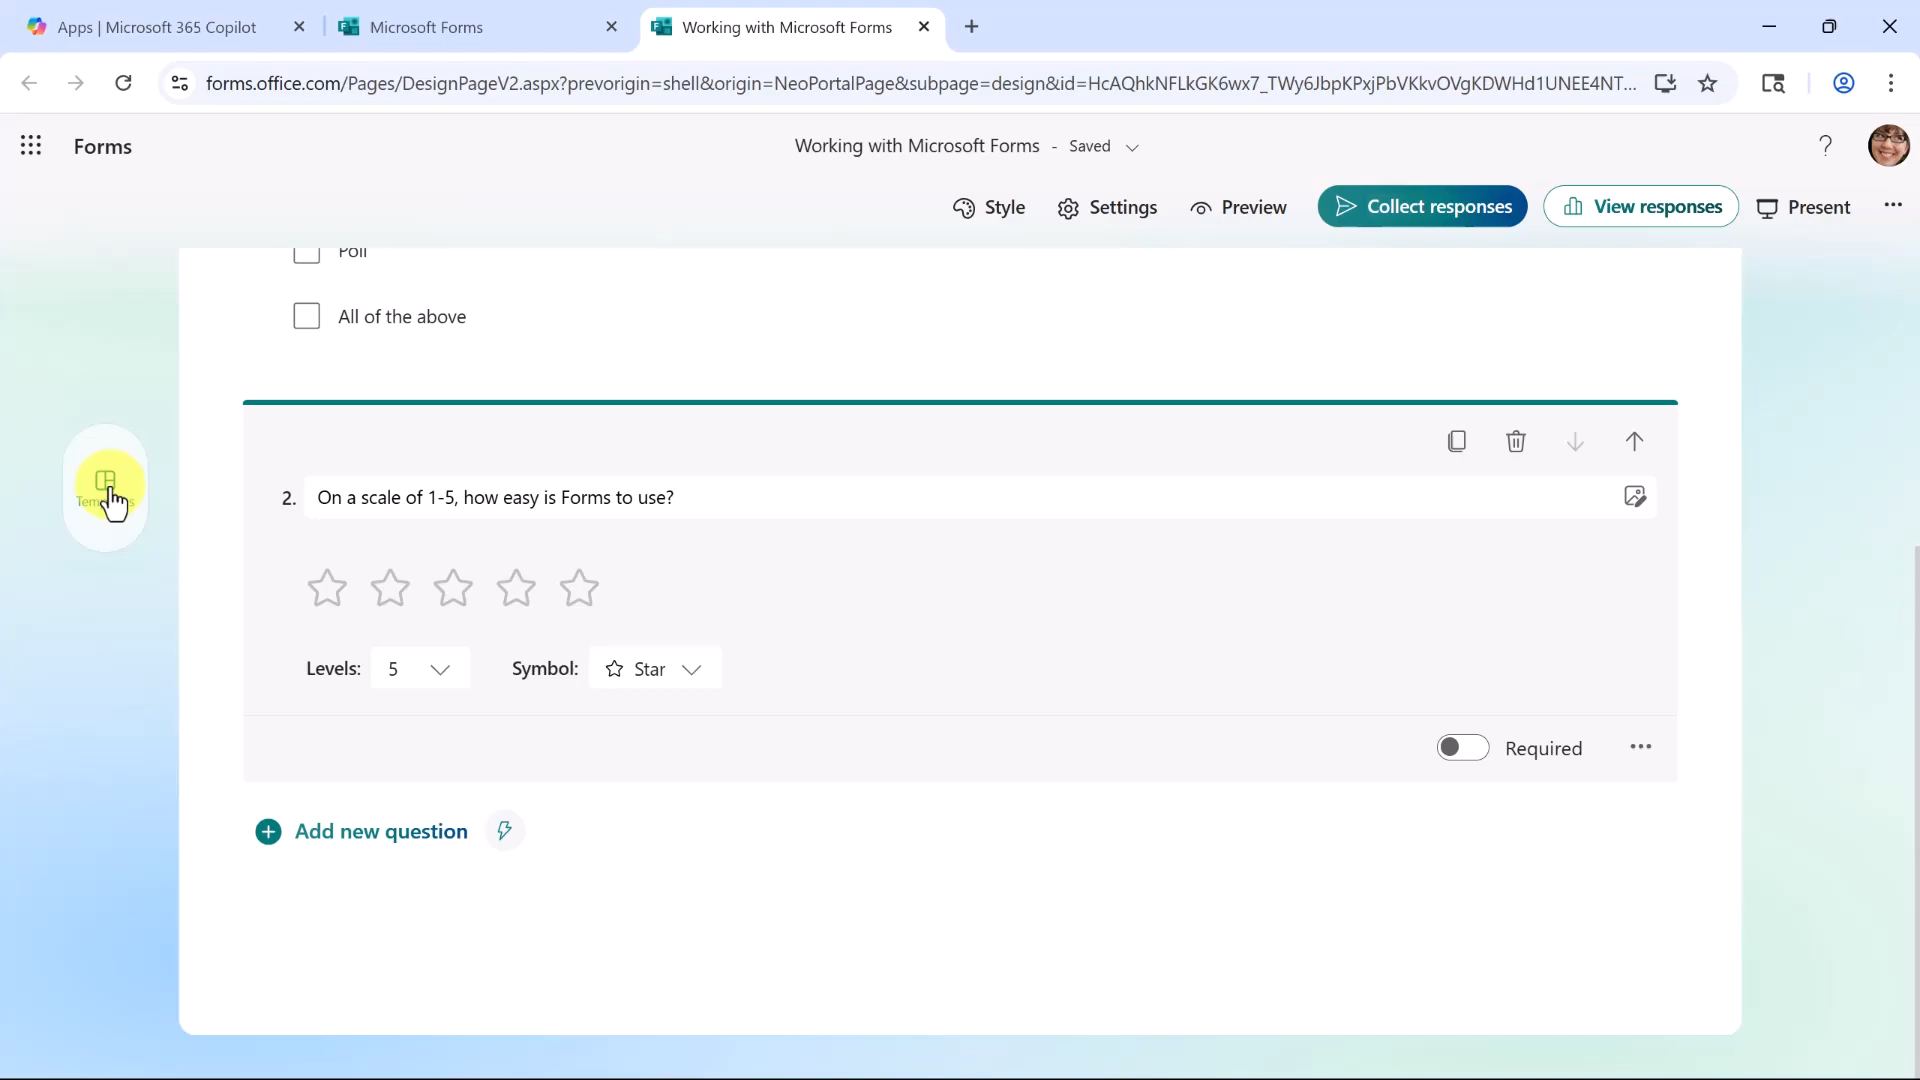 Apps | Microsoft 365 Copilot
Microsoft Forms
Working with Microsoft Forms
forms.office.com/Pages/DesignPageV2.aspx?prevorigin=shell&origin=NeoPortalPage&subpage=design&id=HcAQhkNFLkGK6wx7_TWy6JbpKPxjPbVKkvOVgKDWHd1UNEE4NT...
Forms
Working with Microsoft Forms - Saved
Style
Settings
Preview
Collect responses
View responses
Present
Poll
All of the above
2. On a scale of 1-5, how easy is Forms to use?
Levels: 5
Symbol: Star
Required
Add new question